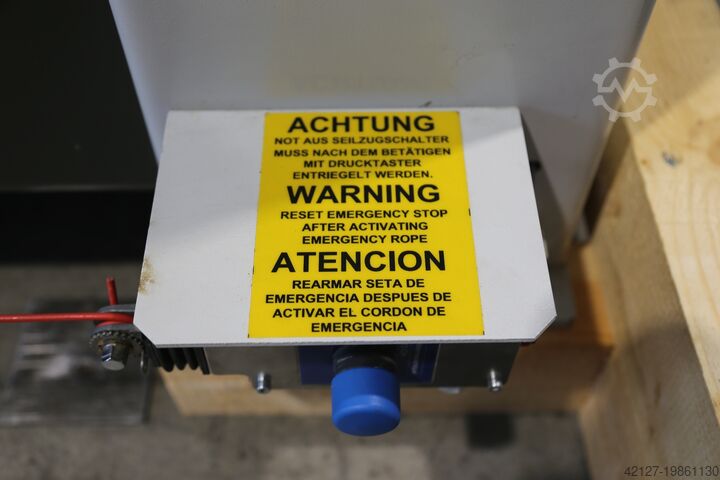 ACHTUNG
NOT AUS SEILZUGSCHALTER
MUSS NACH DEM BETÄTIGEN
MIT DRUCKTASTER
ENTRIEGELT WERDEN.
WARNING
RESET EMERGENCY STOP
AFTER ACTIVATING
EMERGENCY ROPE
ATENCION
REARMAR SETA DE
EMERGENCIA DESPUES DE
ACTIVAR EL CORDON DE
EMERGENCIA
42127-19861130